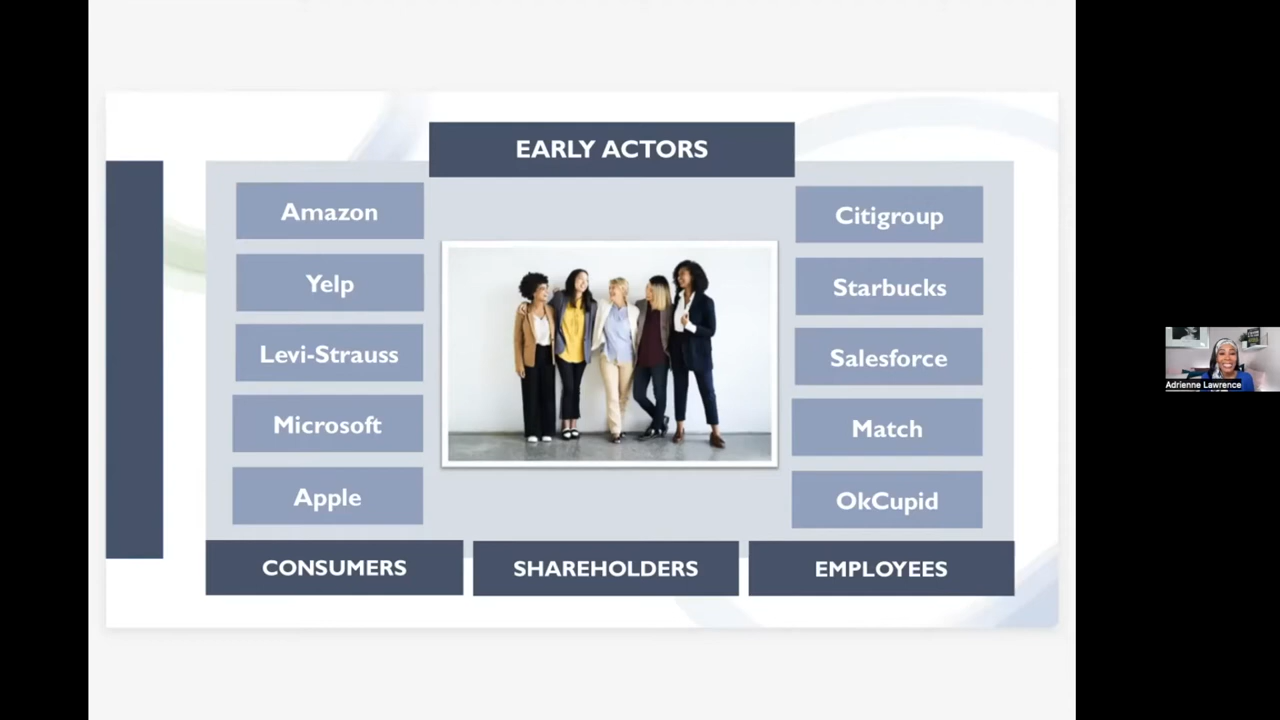 EARLY ACTORS
Amazon
Yelp
Levi-Strauss
Microsoft
Apple
Citigroup
Starbucks
Salesforce
Match
OkCupid
CONSUMERS
SHAREHOLDERS
EMPLOYEES
Adrienne Lawrence